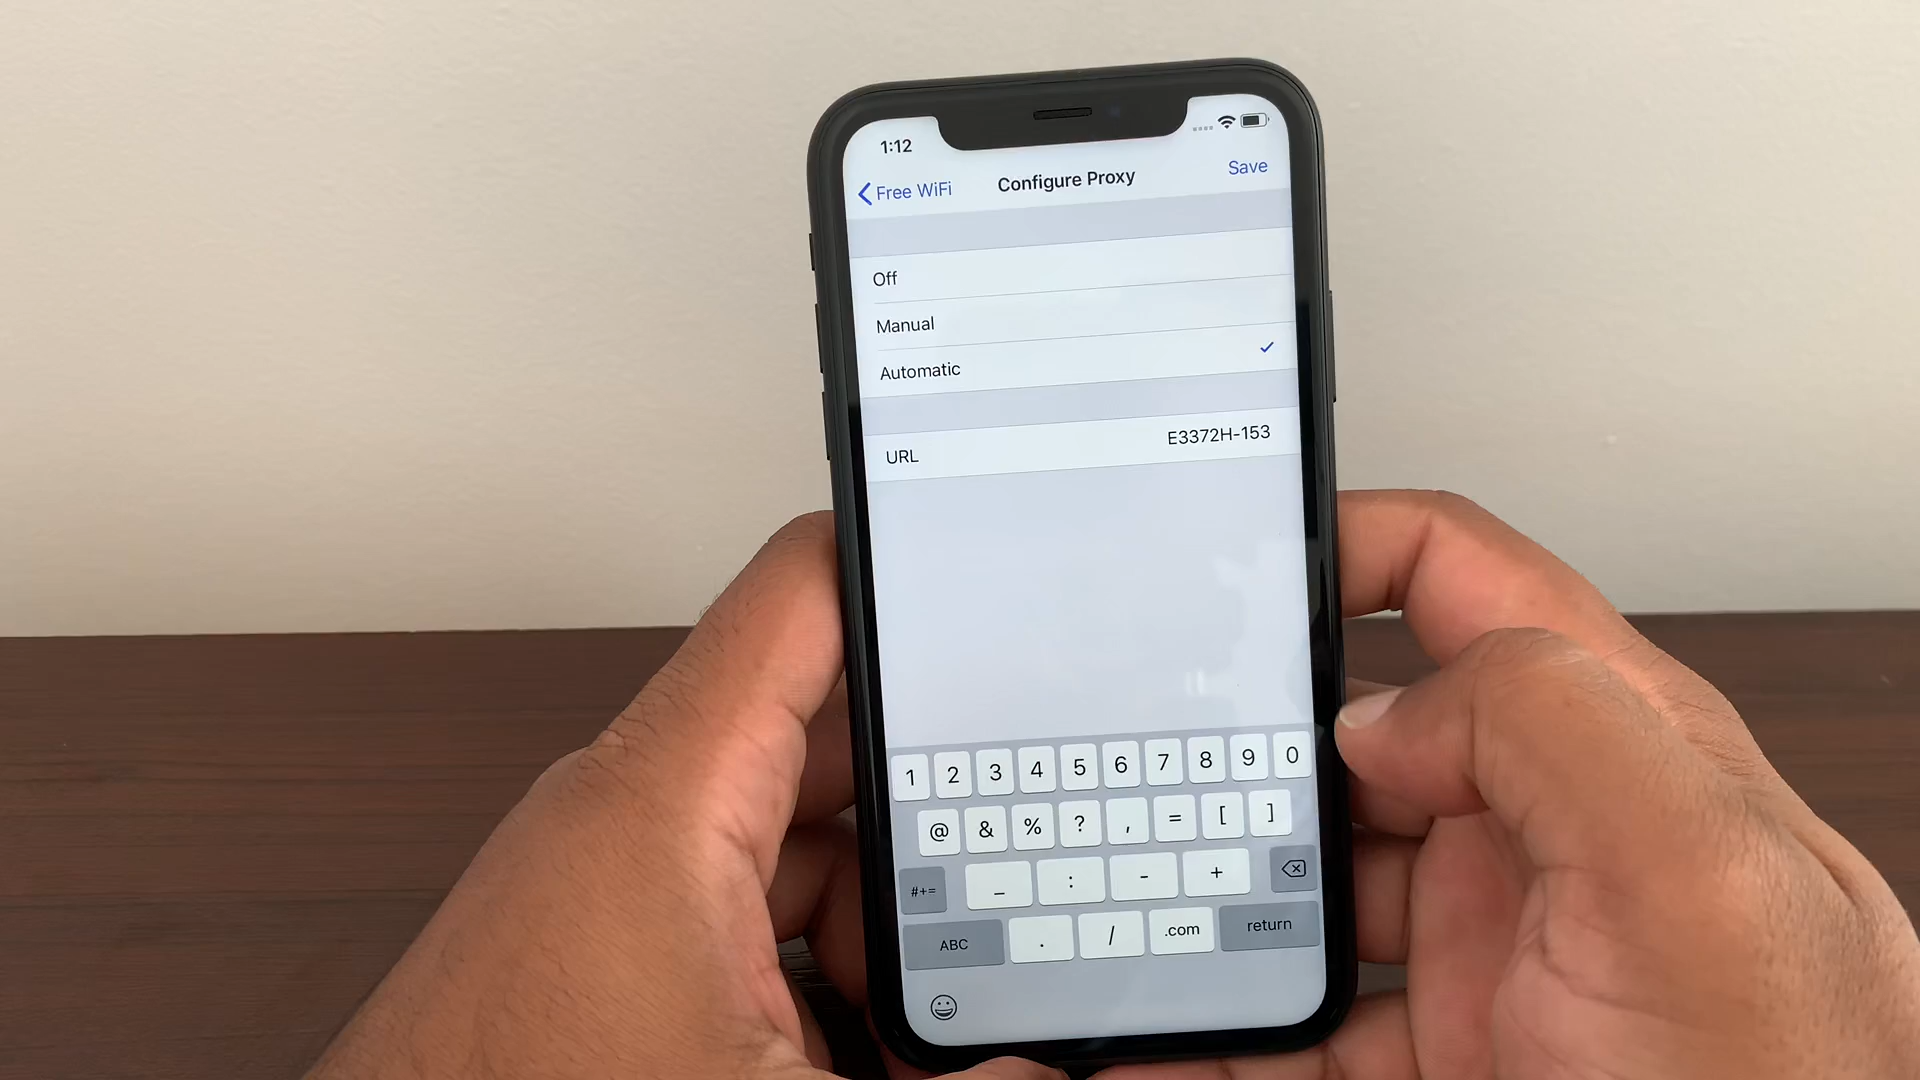 1:12
Free WiFi
Configure Proxy
Save
Off
Manual
Automatic
URL
E3372H-153
1 2 3 4 5 6 7 8 9 0
@ & % ? , = [ ]
#+= _ : - +
ABC . / .com return